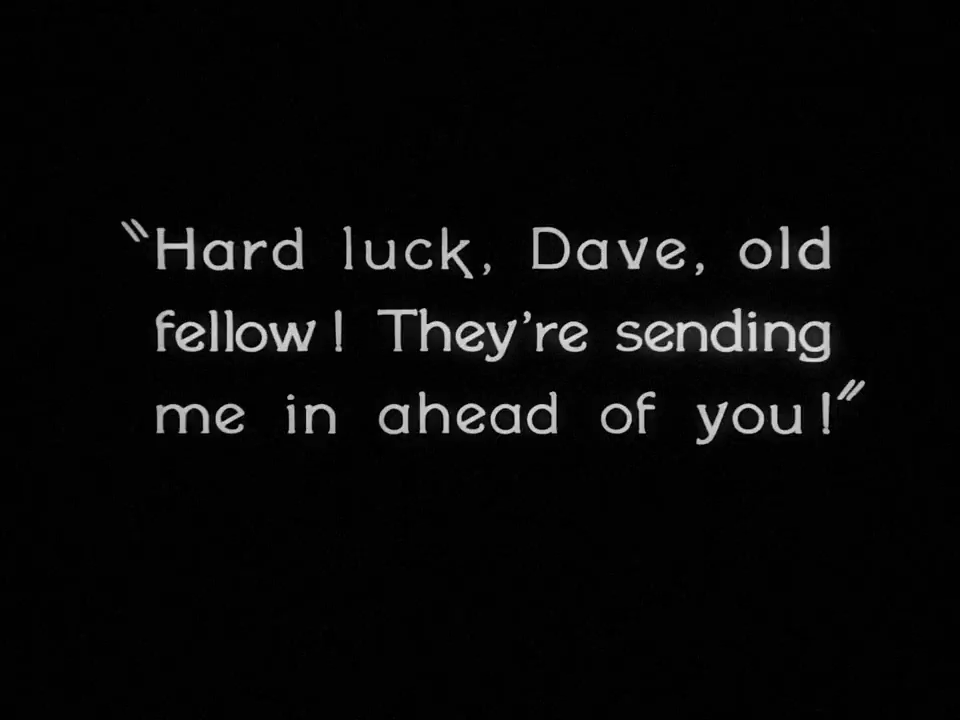 "Hard luck, Dave, old
fellow! They're sending
me in ahead of you!"